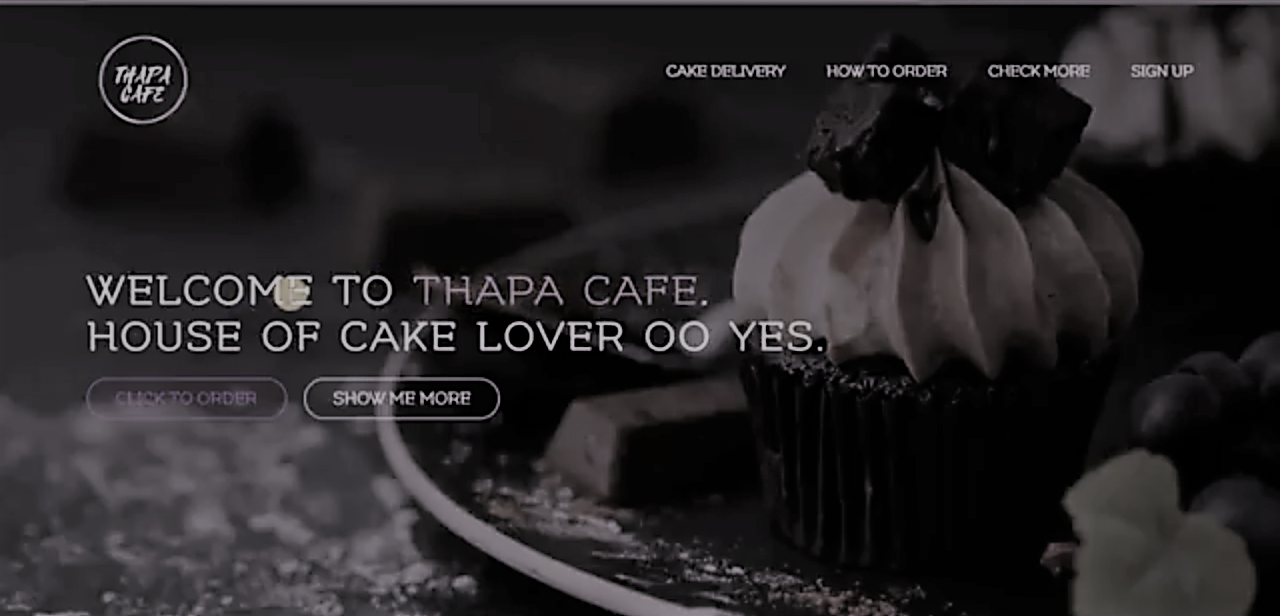 THAPA
CAFE
CAKE DELIVERY HOW TO ORDER CHECK MORE SIGN UP
WELCOME TO THAPA CAFE.
HOUSE OF CAKE LOVER OO YES.
CLICK TO ORDER SHOW ME MORE